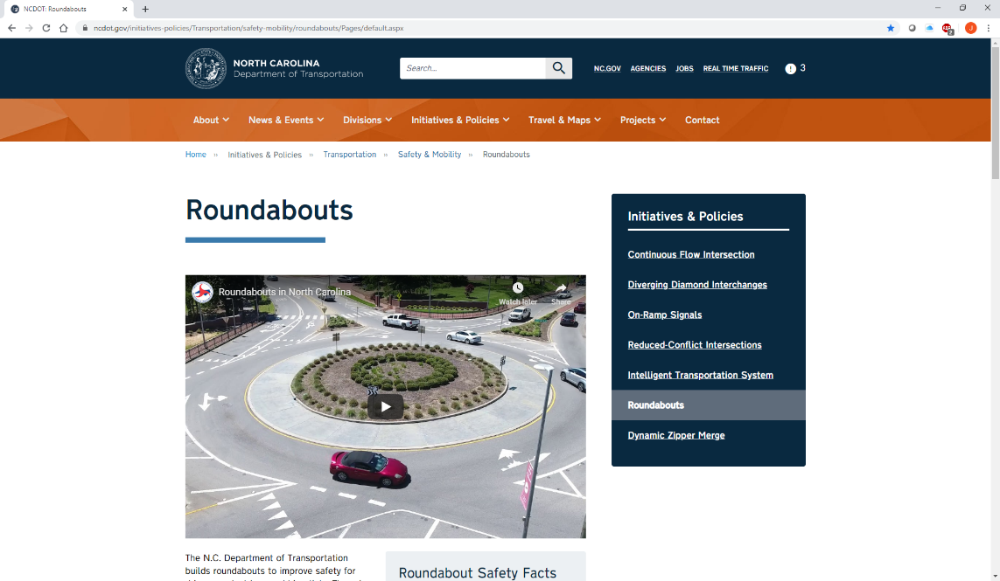 NCDOT: Roundabouts
ncdot.gov/initiatives-policies/Transportation/safety-mobility/roundabouts/Pages/default.aspx
J
2
NORTH CAROLINA
Department of Transportation
Search...
NC.GOV AGENCIES JOBS REAL TIME TRAFFIC ! 3
About News & Events Divisions Initiatives & Policies Travel & Maps Projects Contact
Home » Initiatives & Policies » Transportation » Safety & Mobility » Roundabouts
Roundabouts
Roundabouts in North Carolina
Watch later Share
The N.C. Department of Transportation
builds roundabouts to improve safety for
Roundabout Safety Facts
Initiatives & Policies
Continuous Flow Intersection
Diverging Diamond Interchanges
On-Ramp Signals
Reduced-Conflict Intersections
Intelligent Transportation System
Roundabouts
Dynamic Zipper Merge